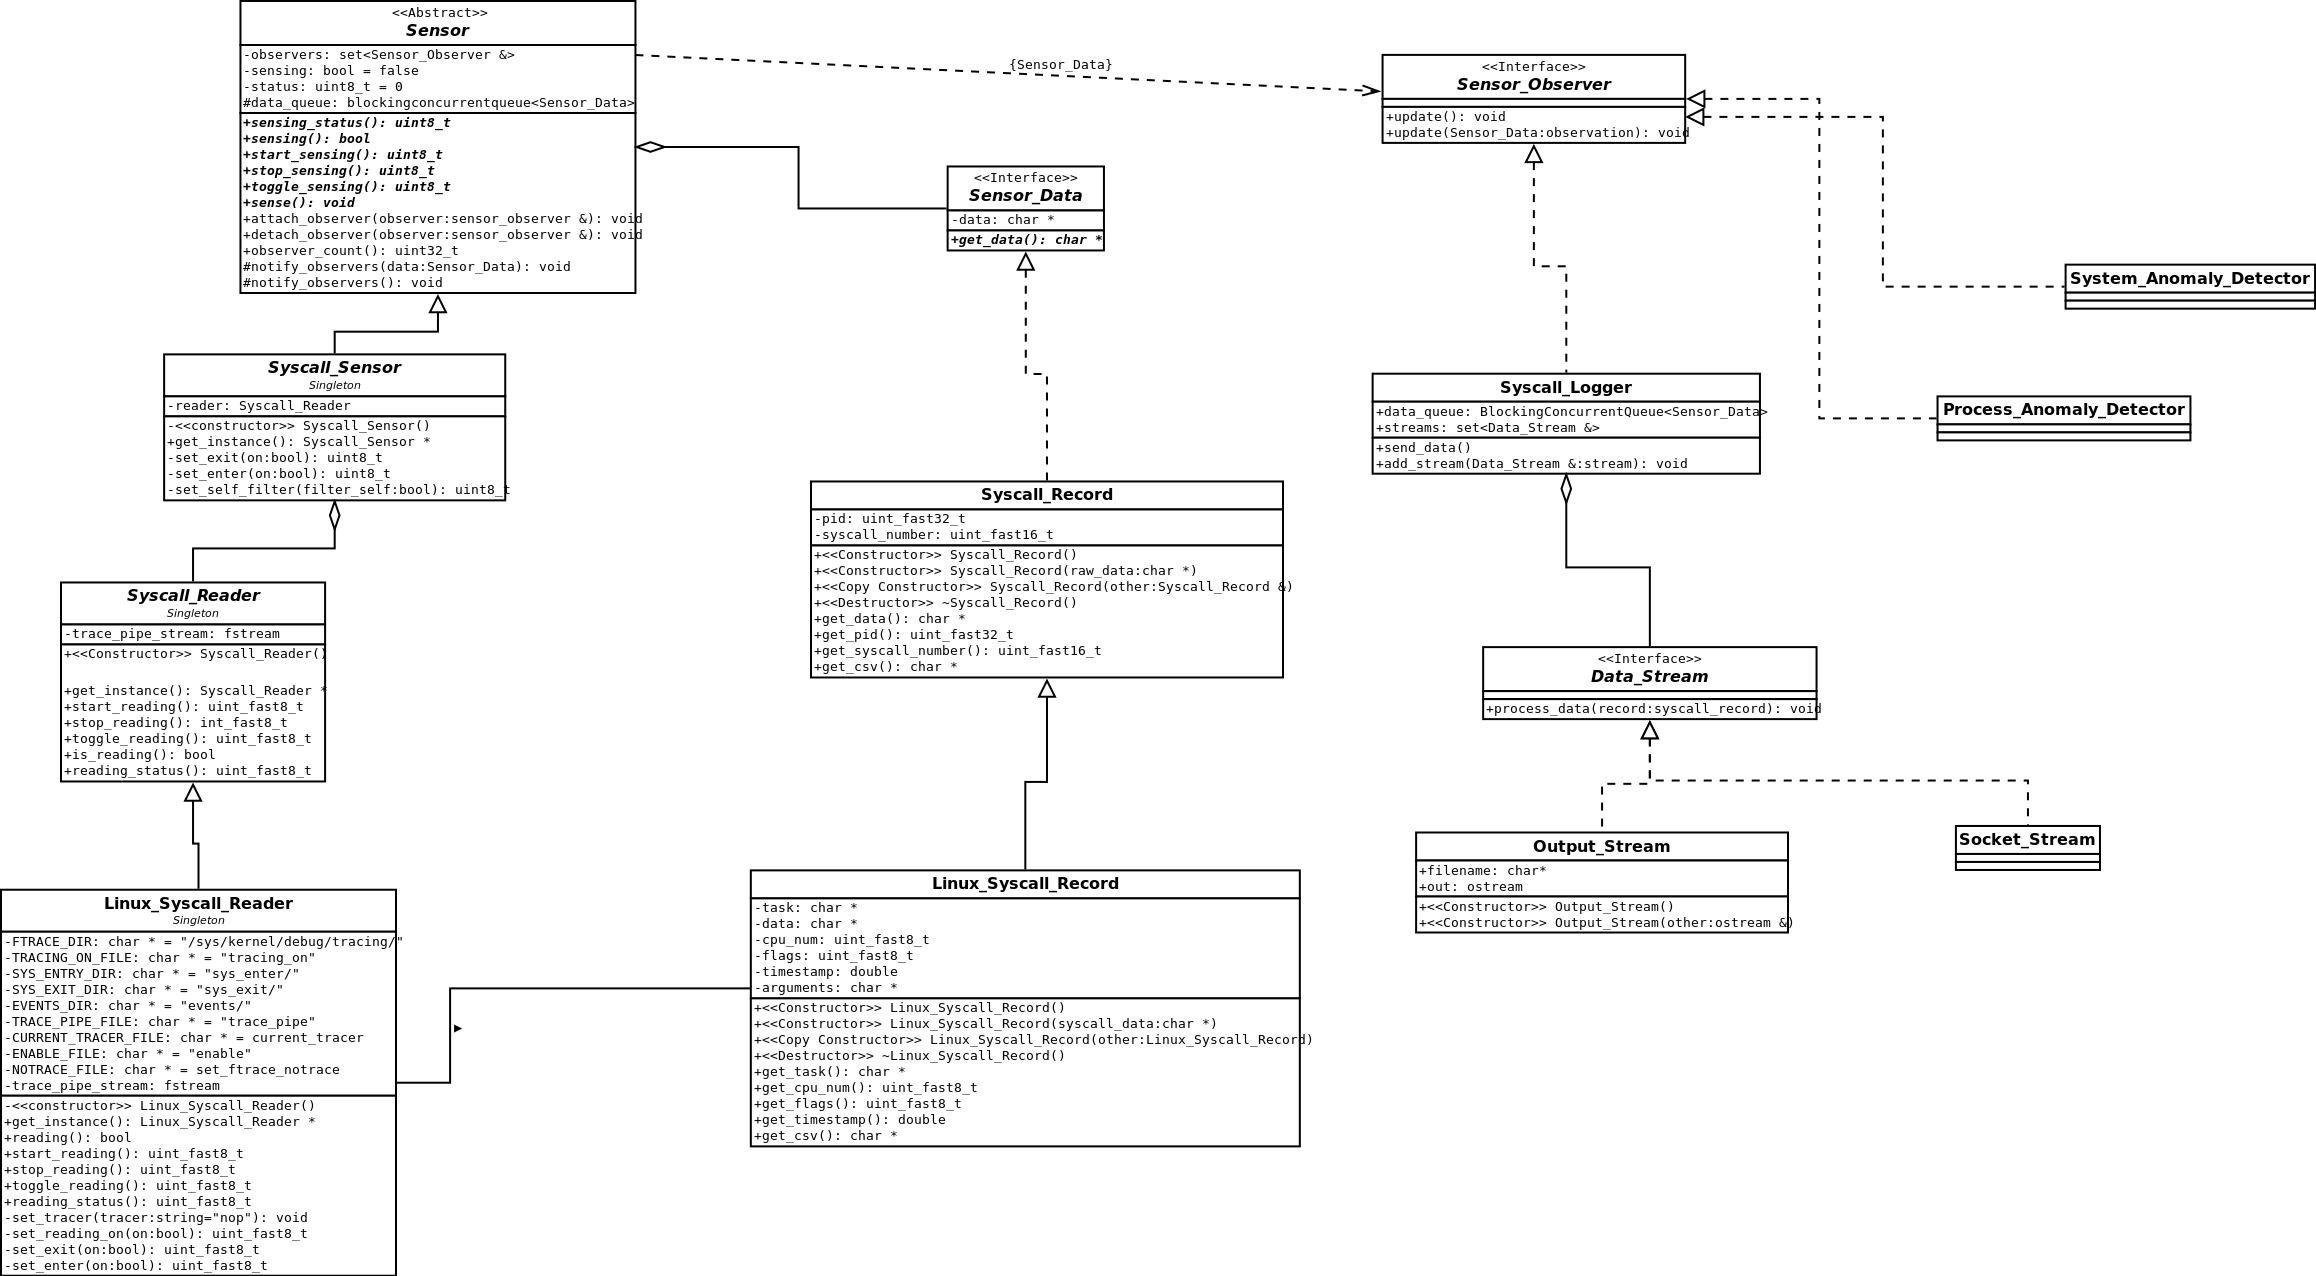 <<Abstract>>
Sensor
-observers: set<Sensor_Observer &>
-sensing: bool = false
-status: uint8_t = 0
#data_queue: blockingconcurrentqueue<Sensor_Data>
+sensing_status(): uint8_t
+sensing(): bool
+start_sensing(): uint8_t
+stop_sensing(): uint8_t
+toggle_sensing(): uint8_t
+sense(): void
+attach_observer(observer:sensor_observer &): void
+detach_observer(observer:sensor_observer &): void
+observer_count(): uint32_t
#notify_observers(data:Sensor_Data): void
#notify_observers(): void
{Sensor_Data}
<<Interface>>
Sensor_Observer
+update(): void
+update(Sensor_Data:observation): void
<<Interface>>
Sensor_Data
-data: char *
+get_data(): char *
System_Anomaly_Detector
Process_Anomaly_Detector
Syscall_Sensor
Singleton
-reader: Syscall_Reader
-<<constructor>> Syscall_Sensor()
+get_instance(): Syscall_Sensor *
-set_exit(on:bool): uint8_t
-set_enter(on:bool): uint8_t
-set_self_filter(filter_self:bool): uint8_t
Syscall_Logger
+data_queue: BlockingConcurrentQueue<Sensor_Data>
+streams: set<Data_Stream &>
+send_data()
+add_stream(Data_Stream &:stream): void
Syscall_Record
-pid: uint_fast32_t
-syscall_number: uint_fast16_t
+<<Constructor>> Syscall_Record()
+<<Constructor>> Syscall_Record(raw_data:char *)
+<<Copy Constructor>> Syscall_Record(other:Syscall_Record &)
+<<Destructor>> ~Syscall_Record()
+get_data(): char *
+get_pid(): uint_fast32_t
+get_syscall_number(): uint_fast16_t
+get_csv(): char *
Syscall_Reader
Singleton
-trace_pipe_stream: fstream
+<<Constructor>> Syscall_Reader()
+get_instance(): Syscall_Reader *
+start_reading(): uint_fast8_t
+stop_reading(): int_fast8_t
+toggle_reading(): uint_fast8_t
+is_reading(): bool
+reading_status(): uint_fast8_t
<<Interface>>
Data_Stream
+process_data(record:syscall_record): void
Output_Stream
+filename: char*
+out: ostream
+<<Constructor>> Output_Stream()
+<<Constructor>> Output_Stream(other:ostream &)
Socket_Stream
Linux_Syscall_Record
-task: char *
-data: char *
-cpu_num: uint_fast8_t
-flags: uint_fast8_t
-timestamp: double
-arguments: char *
+<<Constructor>> Linux_Syscall_Record()
+<<Constructor>> Linux_Syscall_Record(syscall_data:char *)
+<<Copy Constructor>> Linux_Syscall_Record(other:Linux_Syscall_Record)
+<<Destructor>> ~Linux_Syscall_Record()
+get_task(): char *
+get_cpu_num(): uint_fast8_t
+get_flags(): uint_fast8_t
+get_timestamp(): double
+get_csv(): char *
Linux_Syscall_Reader
Singleton
-FTRACE_DIR: char * = "/sys/kernel/debug/tracing/"
-TRACING_ON_FILE: char * = "tracing_on"
-SYS_ENTRY_DIR: char * = "sys_enter/"
-SYS_EXIT_DIR: char * = "sys_exit/"
-EVENTS_DIR: char * = "events/"
-TRACE_PIPE_FILE: char * = "trace_pipe"
-CURRENT_TRACER_FILE: char * = current_tracer
-ENABLE_FILE: char * = "enable"
-NOTRACE_FILE: char * = set_ftrace_notrace
-trace_pipe_stream: fstream
-<<constructor>> Linux_Syscall_Reader()
+get_instance(): Linux_Syscall_Reader *
+reading(): bool
+start_reading(): uint_fast8_t
+stop_reading(): uint_fast8_t
+toggle_reading(): uint_fast8_t
+reading_status(): uint_fast8_t
-set_tracer(tracer:string="nop"): void
-set_reading_on(on:bool): uint_fast8_t
-set_exit(on:bool): uint_fast8_t
-set_enter(on:bool): uint_fast8_t